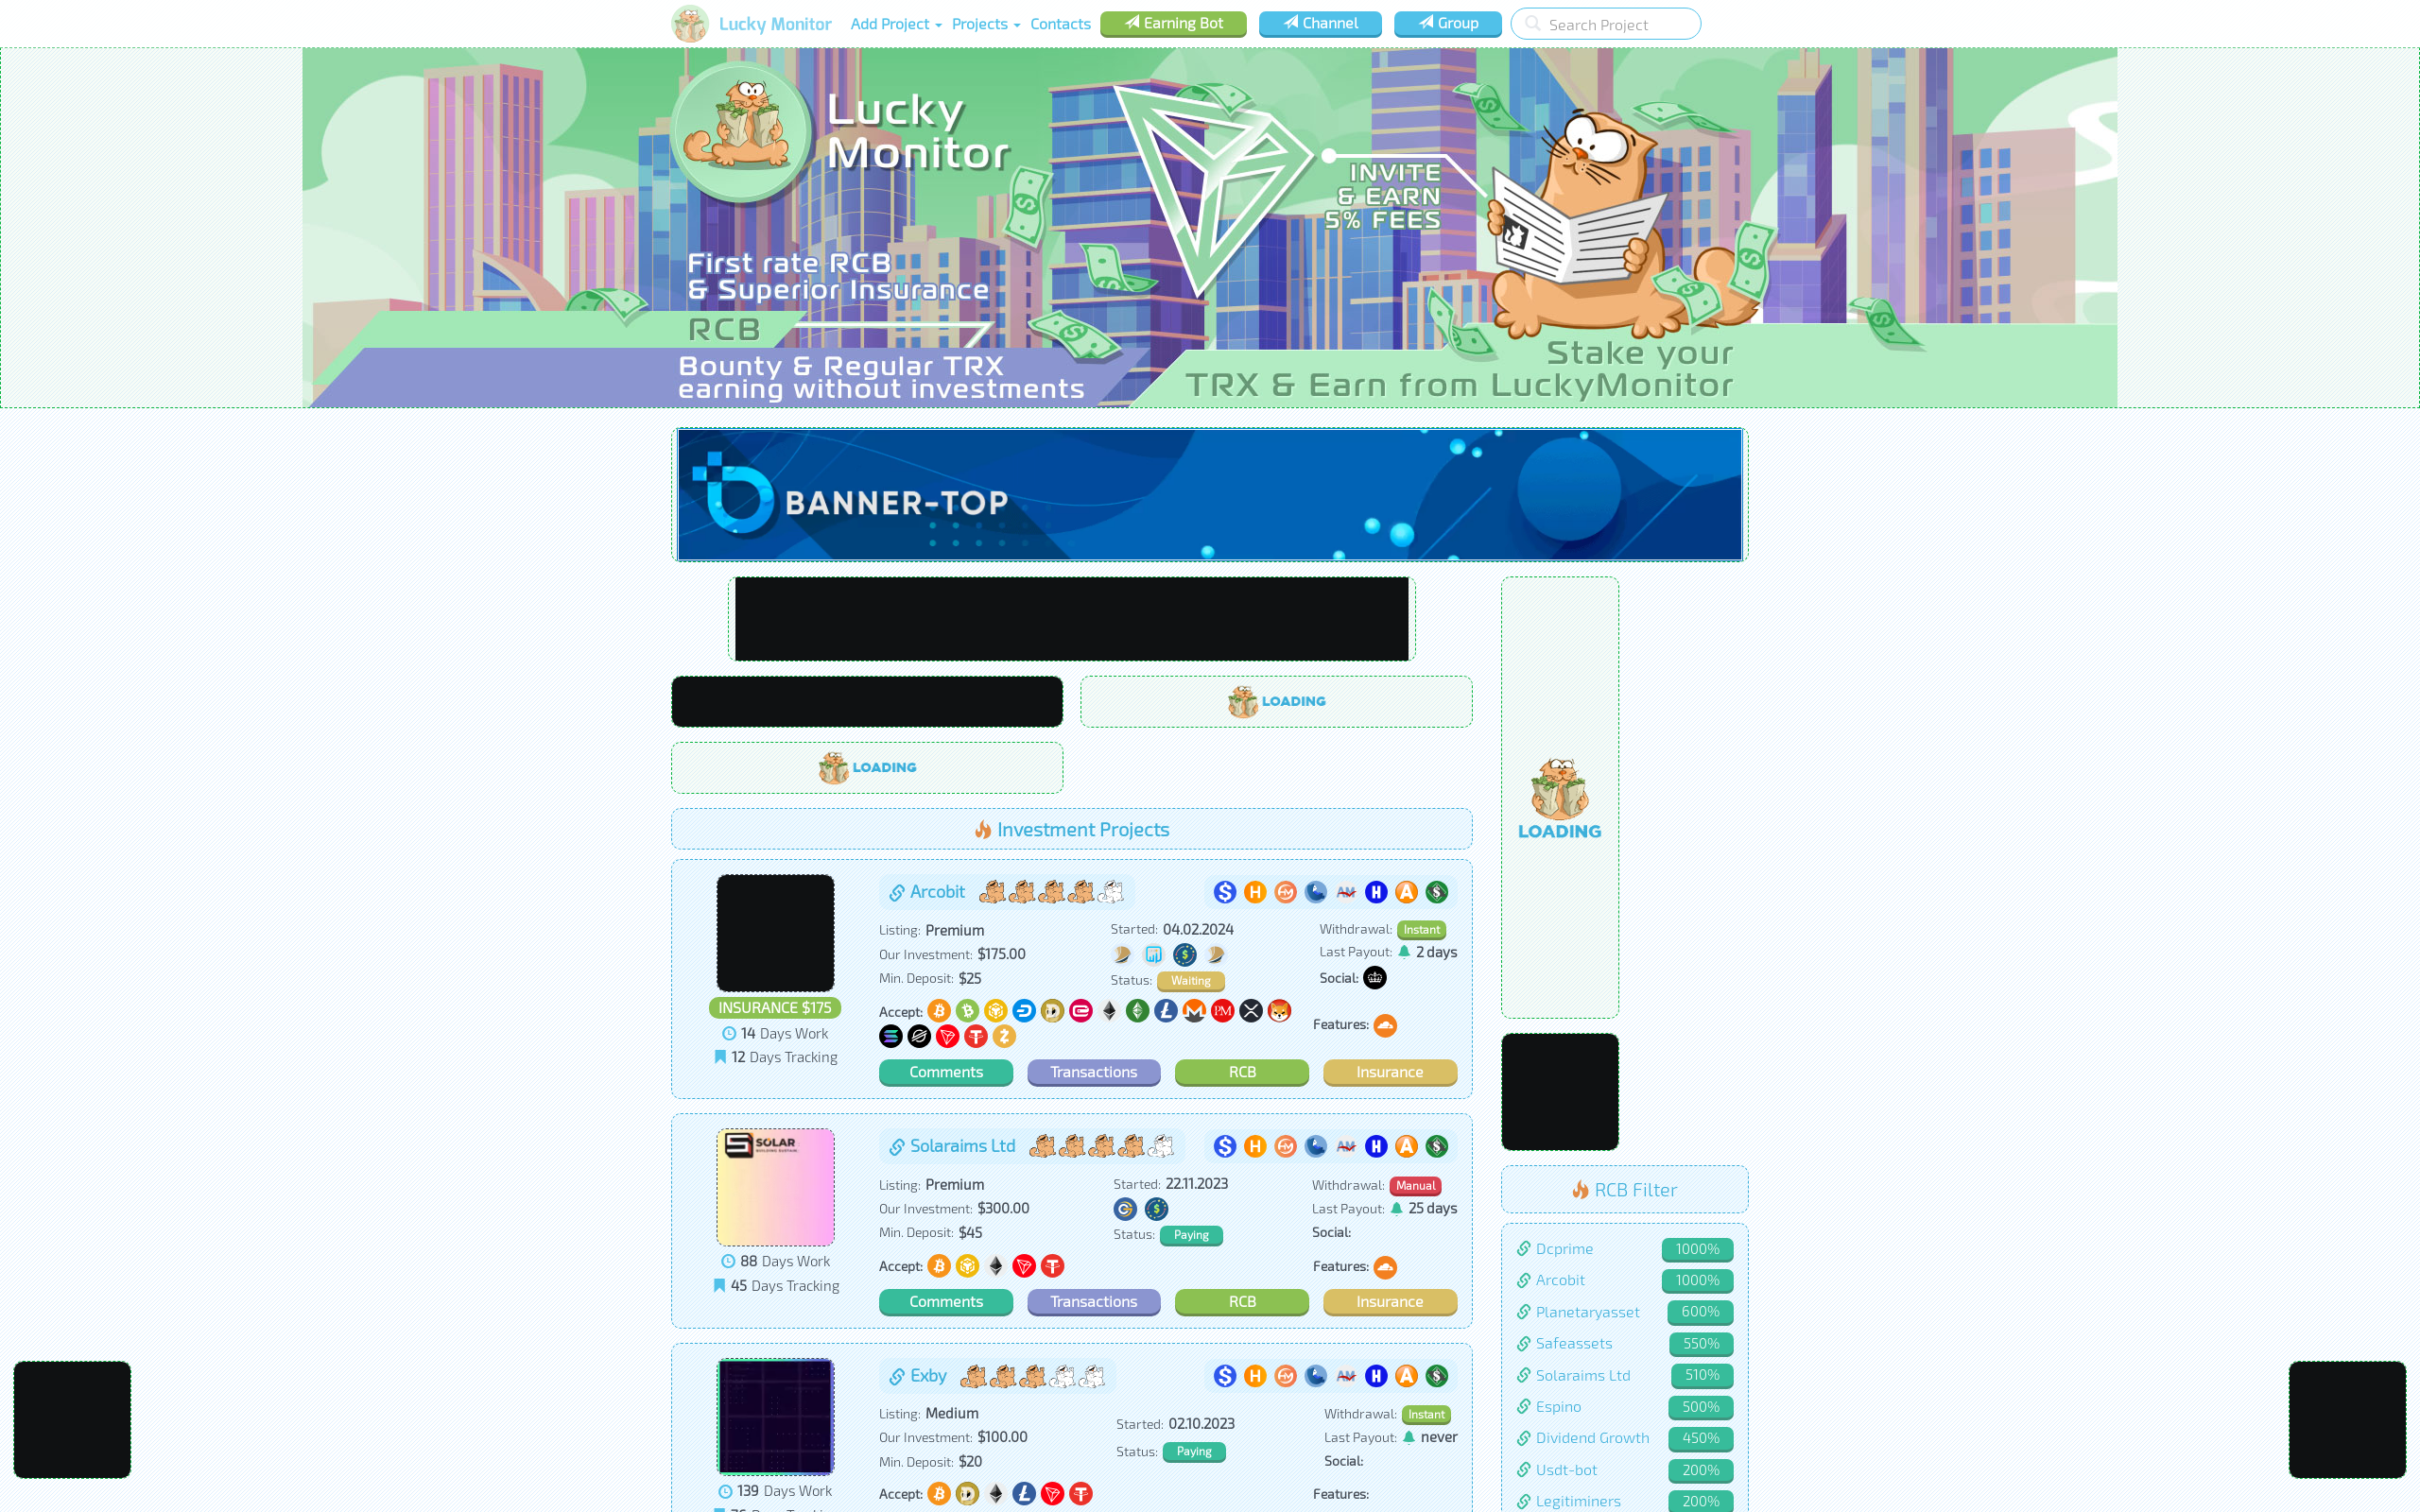 Lucky Monitor
Add Project
Projects
Contacts
Earning Bot
Channel
Group
Search Project
Lucky
Monitor
INVITE
& EARN
5% FEES
First rate RCB
& Superior Insurance
RCB
Bounty & Regular TRX
earning without investments
Stake your
TRX & Earn from LuckyMonitor
BANNER-TOP
LOADING
LOADING
LOADING
Investment Projects
Arcobit
INSURANCE $175
14 Days Work
12 Days Tracking
Listing: Premium
Our Investment: $175.00
Min. Deposit: $25
Started: 04.02.2024
Status: Waiting
Withdrawal: Instant
Last Payout: 2 days
Social:
Accept:
Features:
Comments
Transactions
RCB
Insurance
SOLAR
Solaraims Ltd
88 Days Work
45 Days Tracking
Listing: Premium
Our Investment: $300.00
Min. Deposit: $45
Started: 22.11.2023
Status: Paying
Withdrawal: Manual
Last Payout: 25 days
Social:
Accept:
Features:
Comments
Transactions
RCB
Insurance
Exby
139 Days Work
Listing: Medium
Our Investment: $100.00
Min. Deposit: $20
Started: 02.10.2023
Status: Paying
Withdrawal: Instant
Last Payout: never
Social:
Accept:
Features:
RCB Filter
Dcprime 1000%
Arcobit 1000%
Planetaryasset 600%
Safeassets 550%
Solaraims Ltd 510%
Espino 500%
Dividend Growth 450%
Usdt-bot 200%
Legitiminers 200%